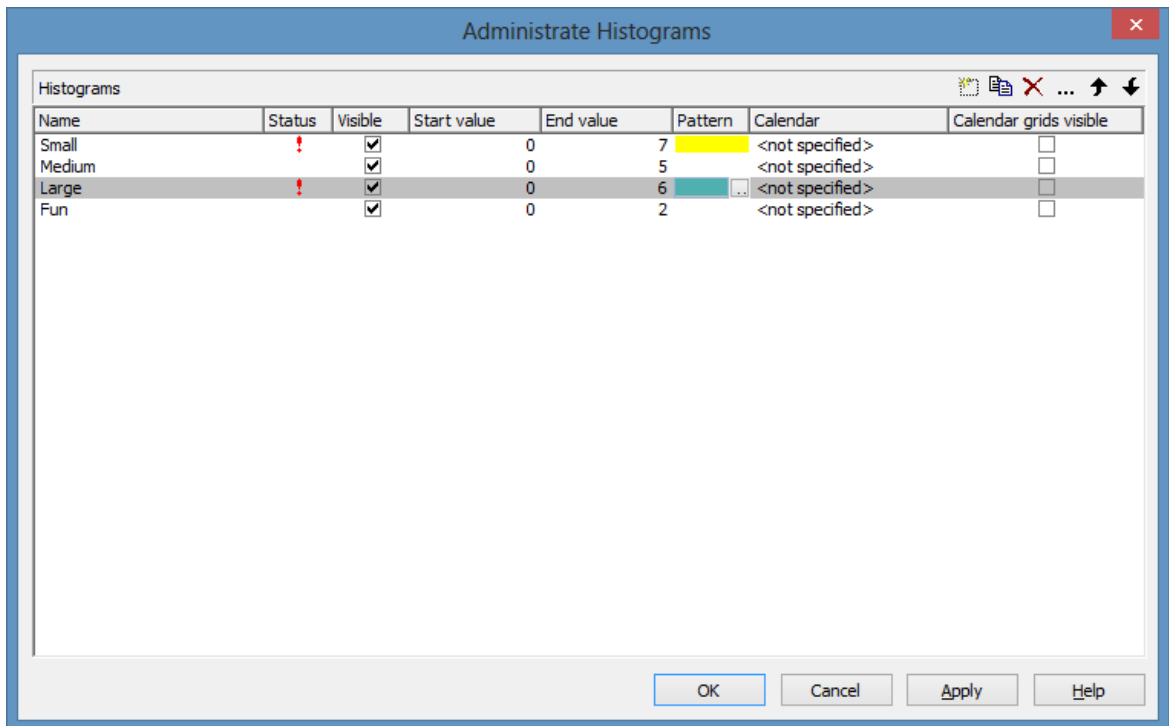 Administrate Histograms
Histograms
Name Status Visible Start value End value Pattern Calendar Calendar grids visible
Small ! 0 7 <not specified>
Medium 0 5 <not specified>
Large ! 0 6 .. <not specified>
Fun 0 2 <not specified>
OK Cancel Apply Help